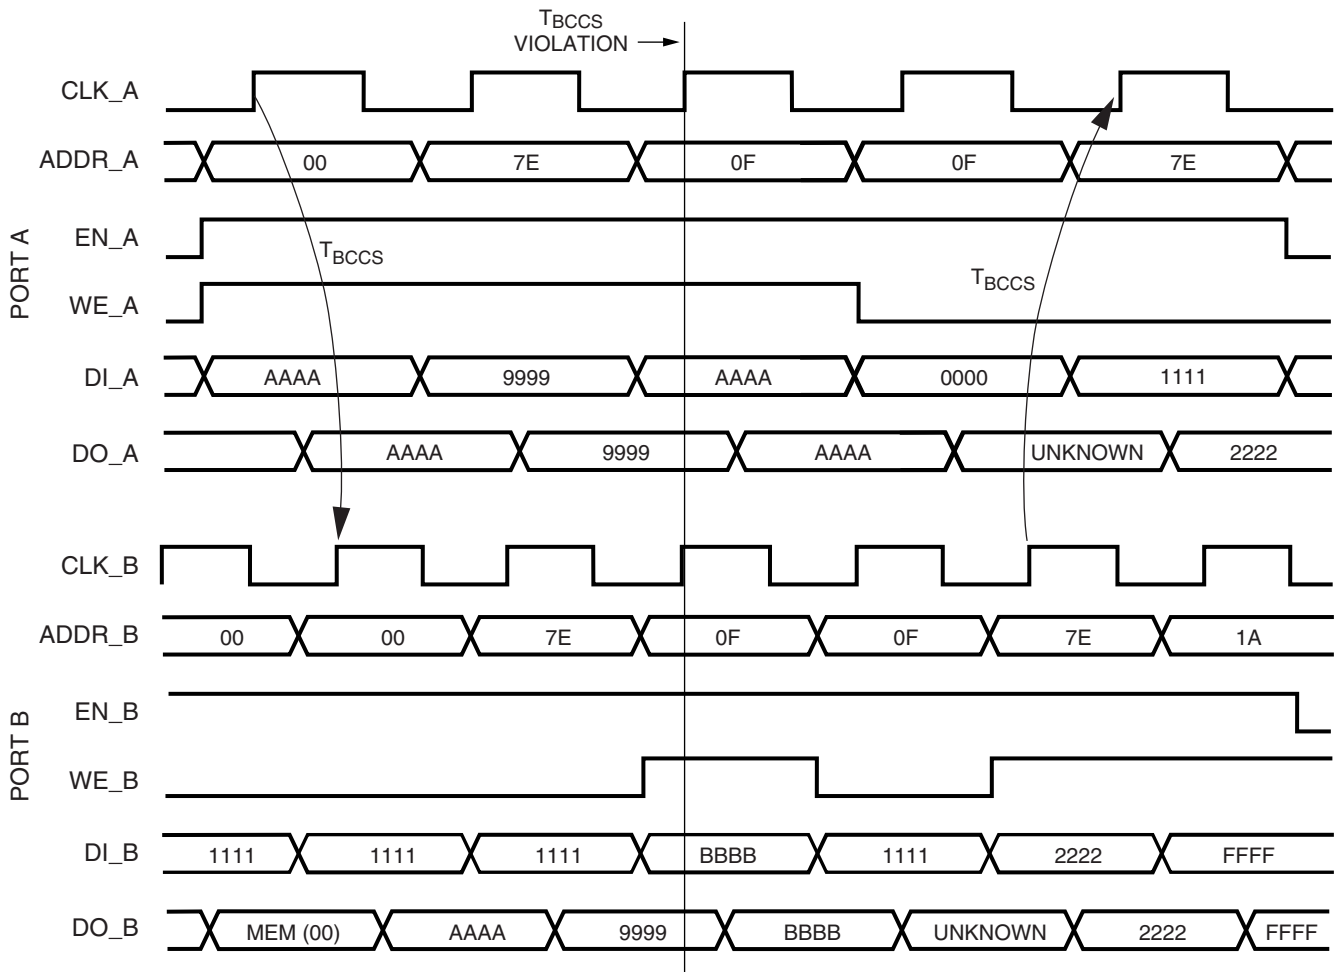 TBCCS
VIOLATION
CLK_A
ADDR_A 00 7E 0F 0F 7E
PORT A
EN_A
TBCCS
TBCCS
WE_A
DI_A AAAA 9999 AAAA 0000 1111
DO_A AAAA 9999 AAAA UNKNOWN 2222
CLK_B
ADDR_B 00 00 7E 0F 0F 7E 1A
PORT B
EN_B
WE_B
DI_B 1111 1111 1111 BBBB 1111 2222 FFFF
DO_B MEM (00) AAAA 9999 BBBB UNKNOWN 2222 FFFF